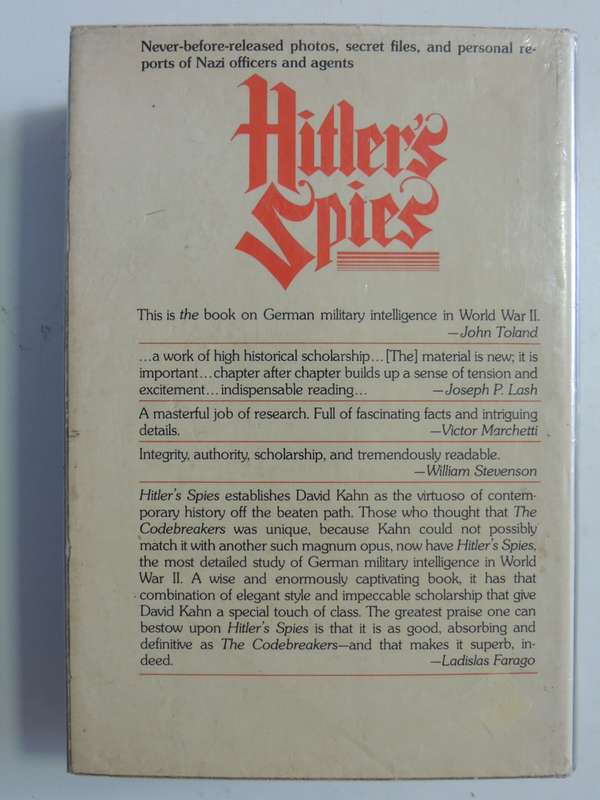 Never-before-released photos, secret files, and personal re-
ports of Nazi officers and agents
Hitler's
Spies
This is the book on German military intelligence in World War II.
—John Toland
...a work of high historical scholarship...[The] material is new; it is
important...chapter after chapter builds up a sense of tension and
excitement...indispensable reading... —Joseph P. Lash
A masterful job of research. Full of fascinating facts and intriguing
details. —Victor Marchetti
Integrity, authority, scholarship, and tremendously readable.
—William Stevenson
Hitler's Spies establishes David Kahn as the virtuoso of contem-
porary history off the beaten path. Those who thought that The
Codebreakers was unique, because Kahn could not possibly
match it with another such magnum opus, now have Hitler's Spies,
the most detailed study of German military intelligence in World
War II. A wise and enormously captivating book, it has that
combination of elegant style and impeccable scholarship that give
David Kahn a special touch of class. The greatest praise one can
bestow upon Hitler's Spies is that it is as good, absorbing and
definitive as The Codebreakers—and that makes it superb, in-
deed. —Ladislas Farago